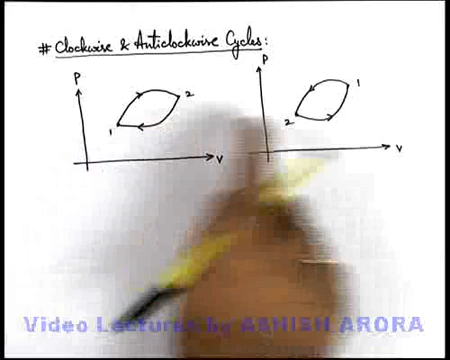 # Clockwise & Anticlockwise Cycles:
P
2
1
V
P
1
2
V
Video Lectures by ASHISH ARORA